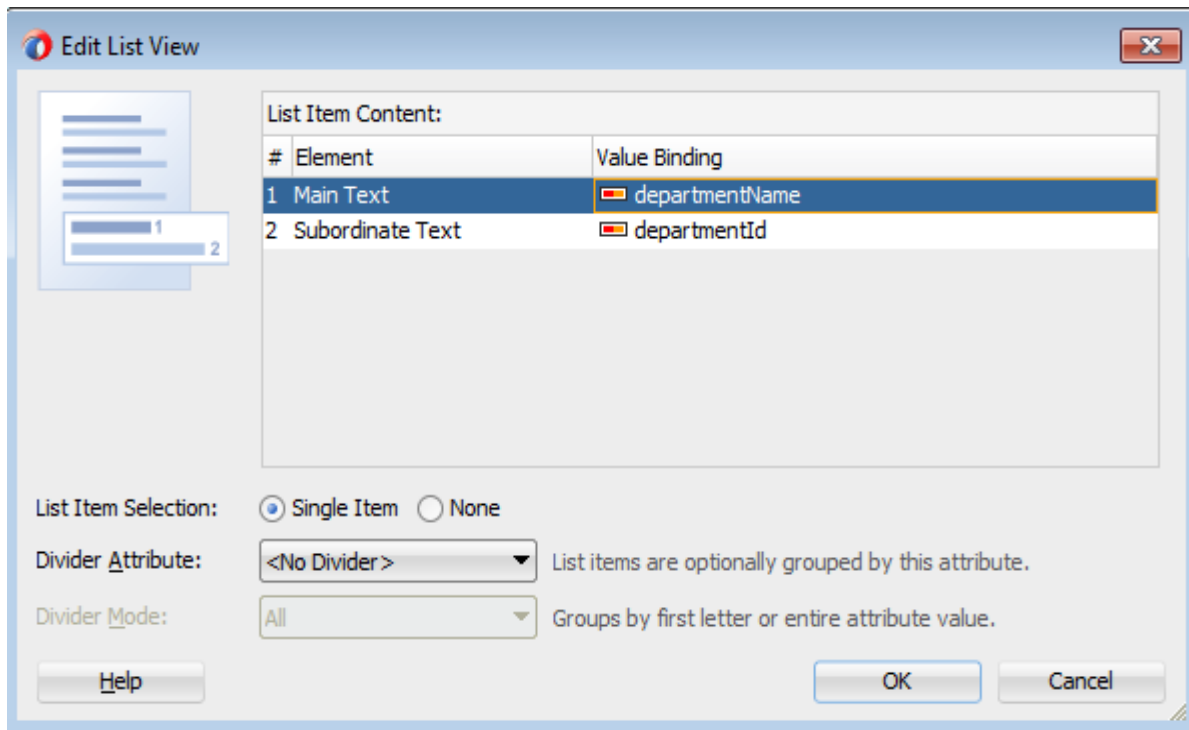 Edit List View
List Item Content:
# Element Value Binding
1 Main Text departmentName
2 Subordinate Text departmentId
1
2
List Item Selection: Single Item None
Divider Attribute: <No Divider> List items are optionally grouped by this attribute.
Divider Mode: All Groups by first letter or entire attribute value.
Help OK Cancel